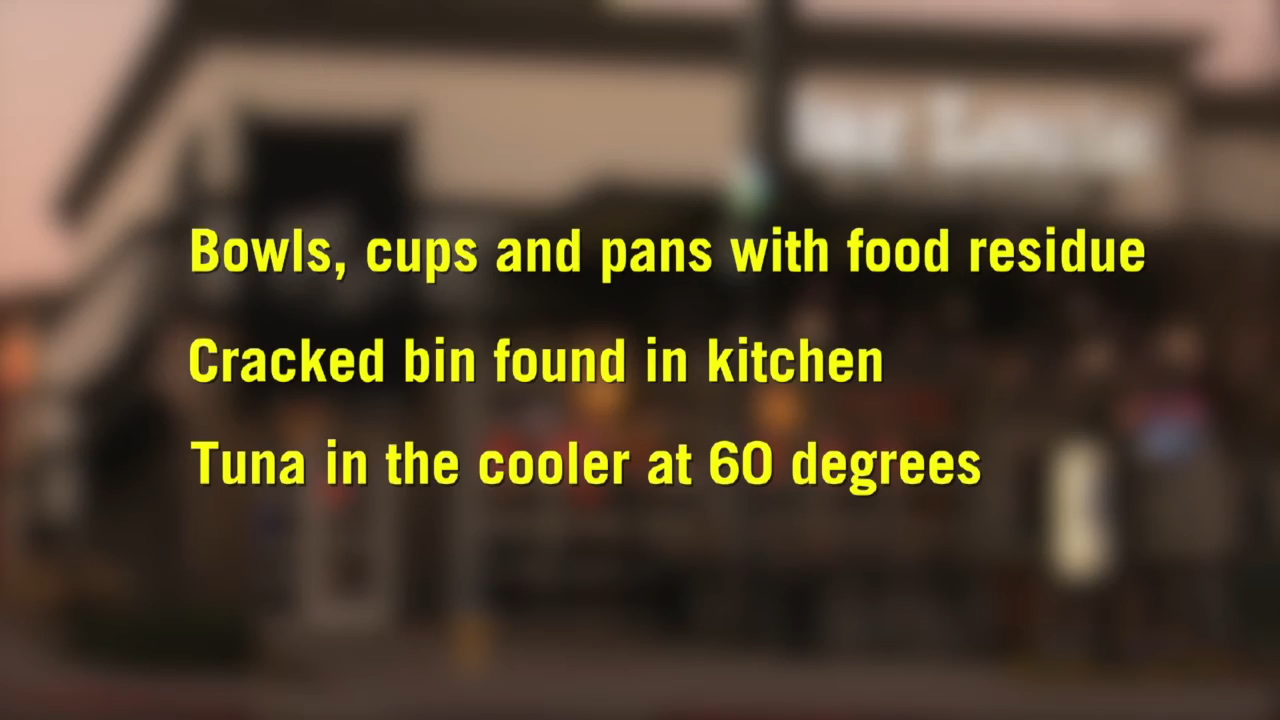 Bowls, cups and pans with food residue
Cracked bin found in kitchen
Tuna in the cooler at 60 degrees